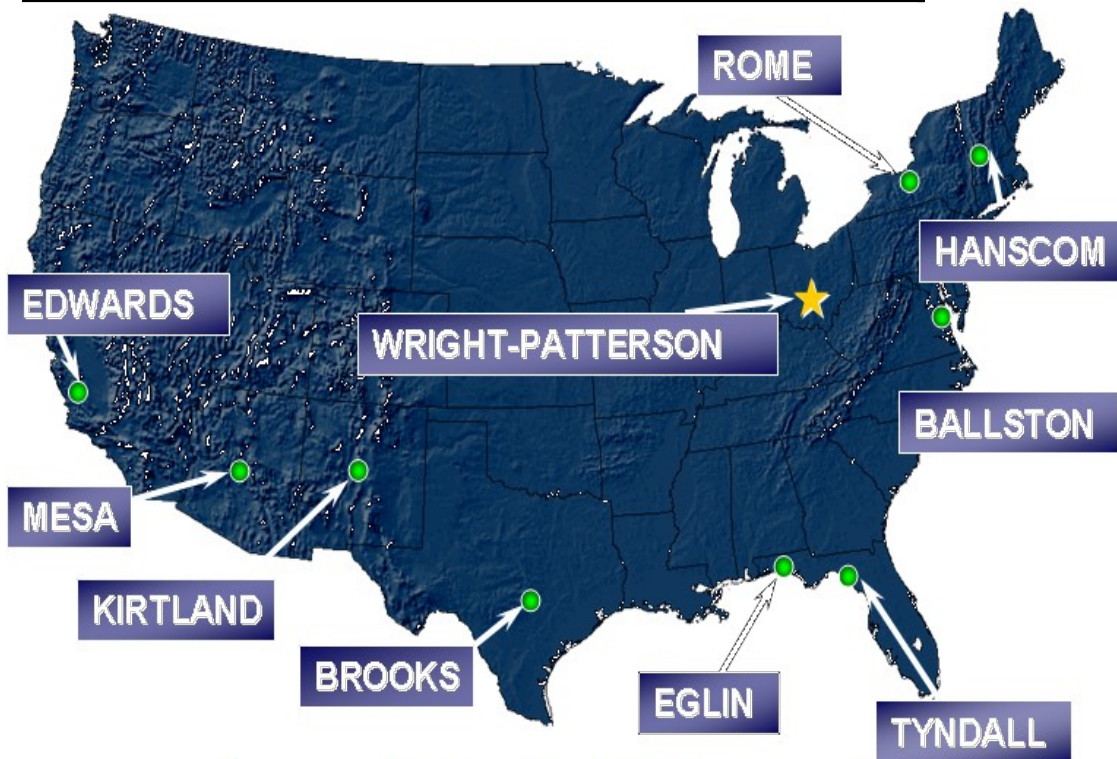 ROME
HANSCOM
EDWARDS
WRIGHT-PATTERSON
BALLSTON
MESA
KIRTLAND
BROOKS
EGLIN
TYNDALL